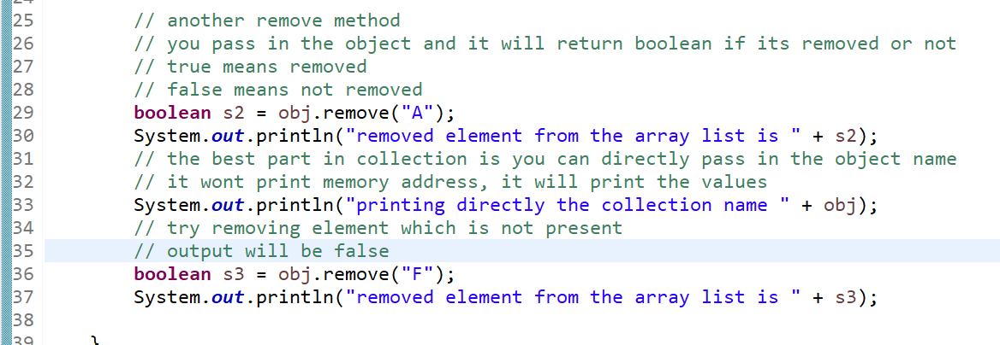 25 // another remove method
26 // you pass in the object and it will return boolean if its removed or not
27 // true means removed
28 // false means not removed
29 boolean s2 = obj.remove("A");
30 System.out.println("removed element from the array list is " + s2);
31 // the best part in collection is you can directly pass in the object name
32 // it wont print memory address, it will print the values
33 System.out.println("printing directly the collection name " + obj);
34 // try removing element which is not present
35 // output will be false
36 boolean s3 = obj.remove("F");
37 System.out.println("removed element from the array list is " + s3);
38
39 }